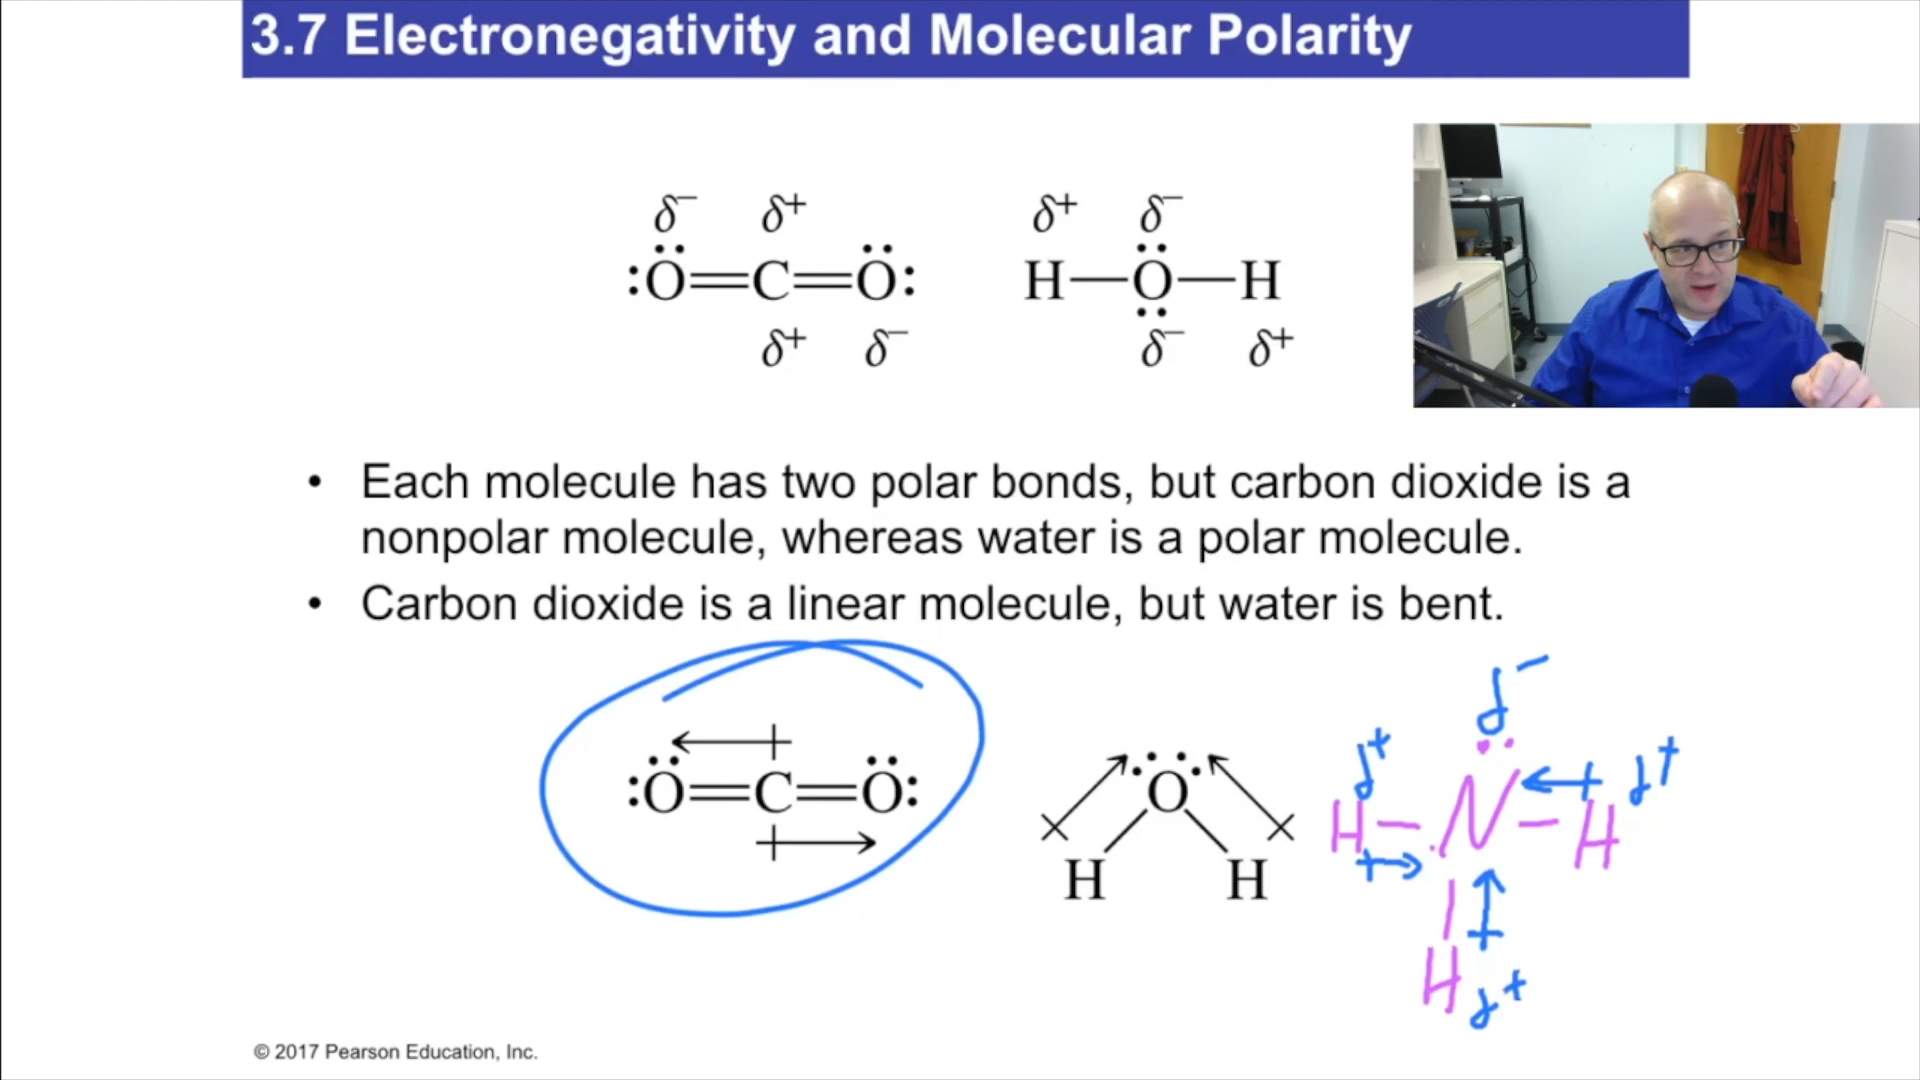 3.7 Electronegativity and Molecular Polarity
δ⁻ δ⁺ δ⁺ δ⁻
:Ö=C=Ö: H—Ö—H
δ⁺ δ⁻ δ⁻ δ⁺
• Each molecule has two polar bonds, but carbon dioxide is a
nonpolar molecule, whereas water is a polar molecule.
• Carbon dioxide is a linear molecule, but water is bent.
:Ö=C=Ö:
O
H H
δ⁻
δ⁺ δ⁺
H—N—H
H δ⁺
© 2017 Pearson Education, Inc.